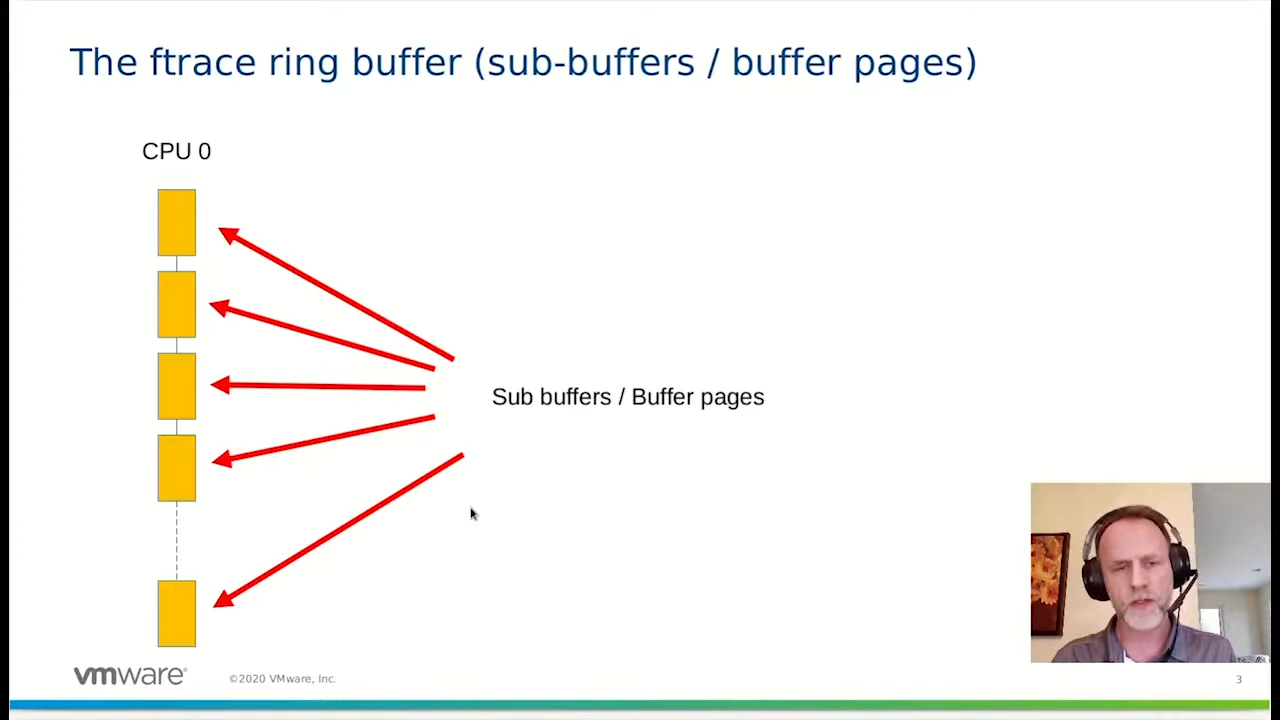 The ftrace ring buffer (sub-buffers / buffer pages)
CPU 0
Sub buffers / Buffer pages
vmware®
©2020 VMware, Inc.
3